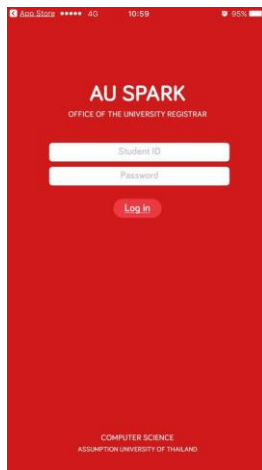 App Store ●●●●● 4G 10:59 95%
AU SPARK
OFFICE OF THE UNIVERSITY REGISTRAR
Student ID
Password
Log in
COMPUTER SCIENCE
ASSUMPTION UNIVERSITY OF THAILAND